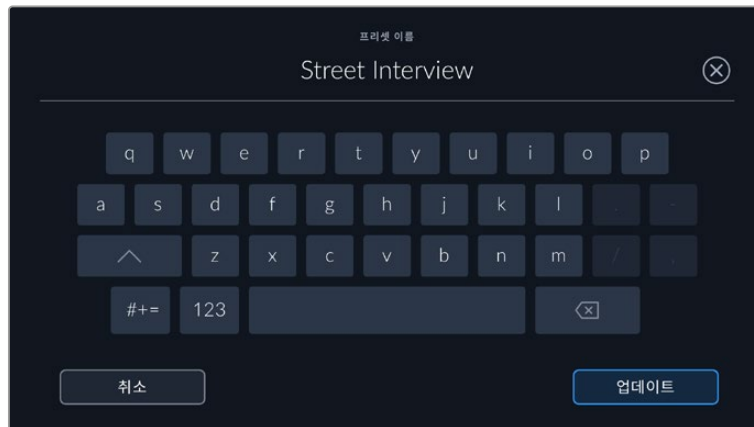 프리셋 이름
Street Interview
q w e r t y u i o p
a s d f g h j k l . -
z x c v b n m / ,
#+= 123
취소 업데이트